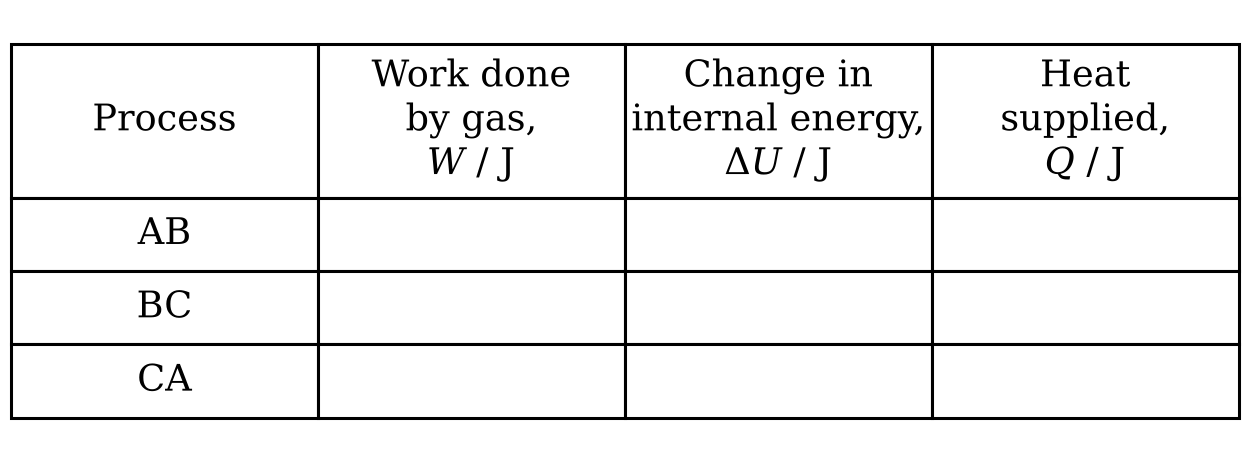 Process
Work done
by gas,
W / J
Change in
internal energy,
ΔU / J
Heat
supplied,
Q / J
AB
BC
CA